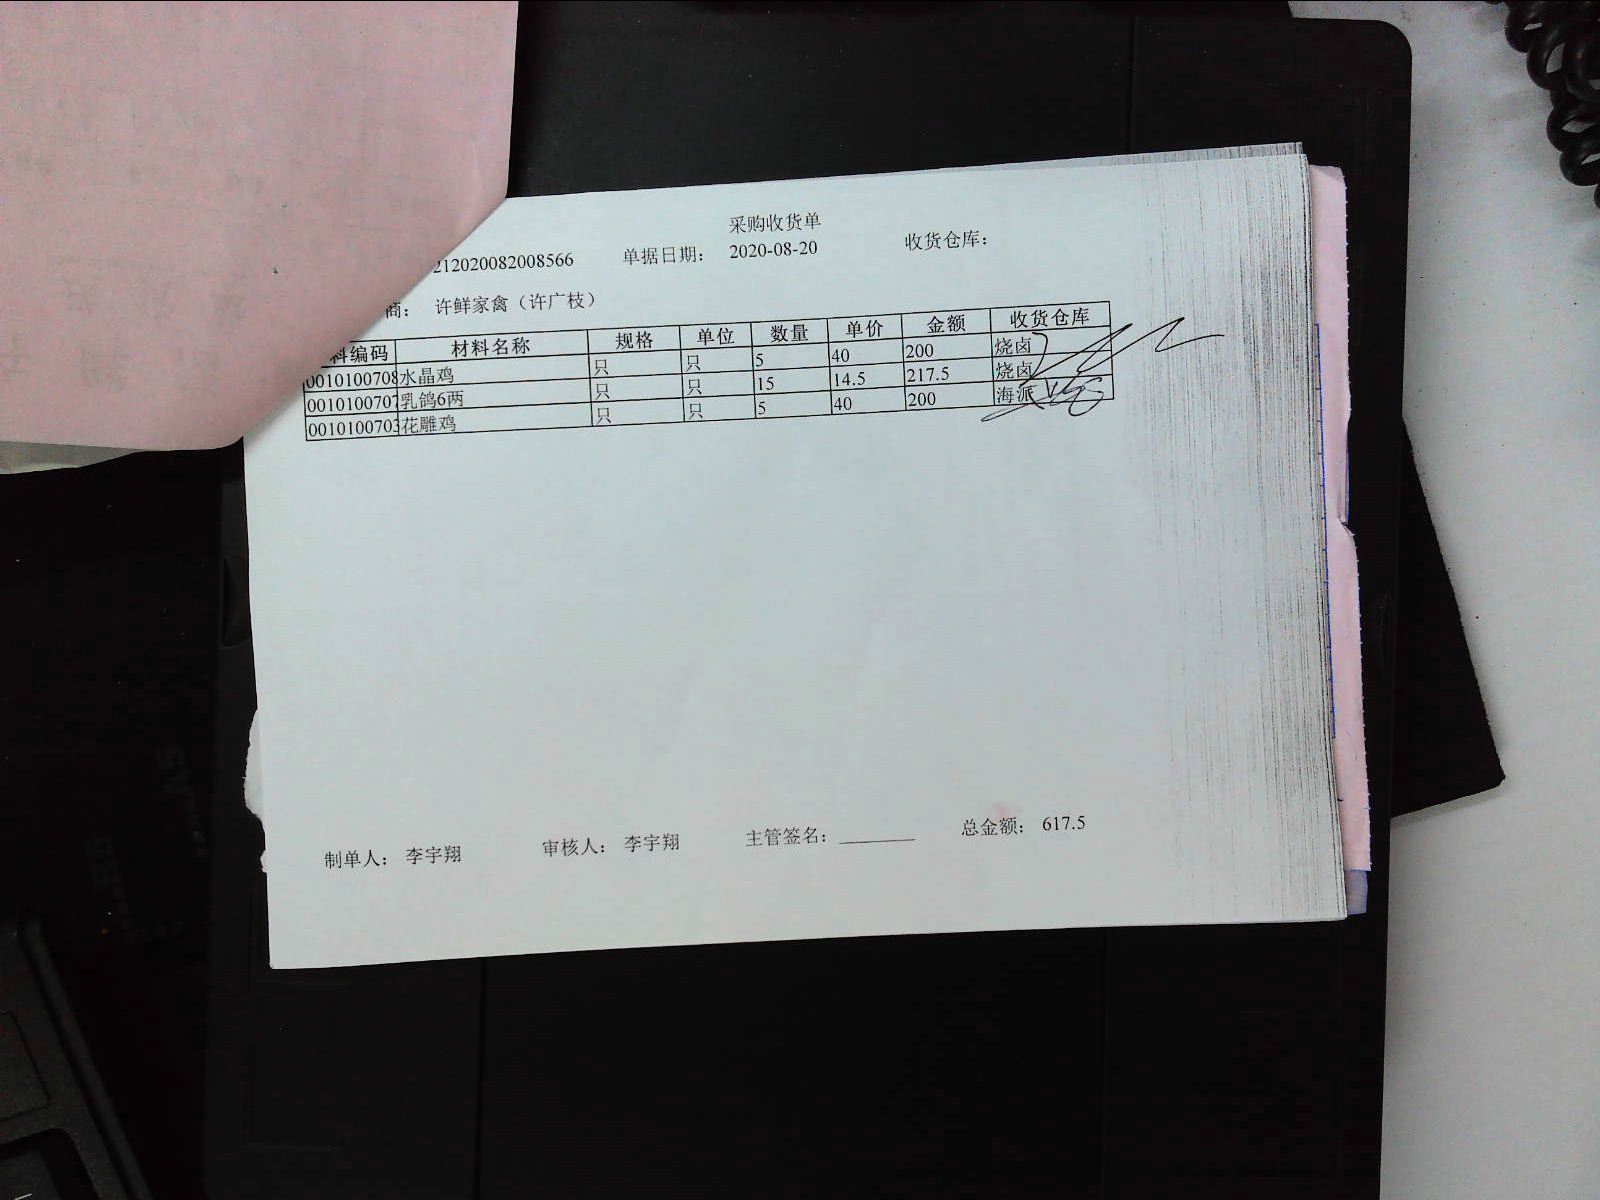 采购收货单
212020082008566 单据日期： 2020-08-20 收货仓库：
商： 许鲜家禽（许广枝）
料编码 材料名称 规格 单位 数量 单价 金额 收货仓库
0010100708 水晶鸡 只 只 5 40 200 烧卤
0010100707 乳鸽6两 只 只 15 14.5 217.5 烧卤
0010100703 花雕鸡 只 只 5 40 200 海派
制单人： 李宇翔 审核人： 李宇翔 主管签名： 总金额： 617.5